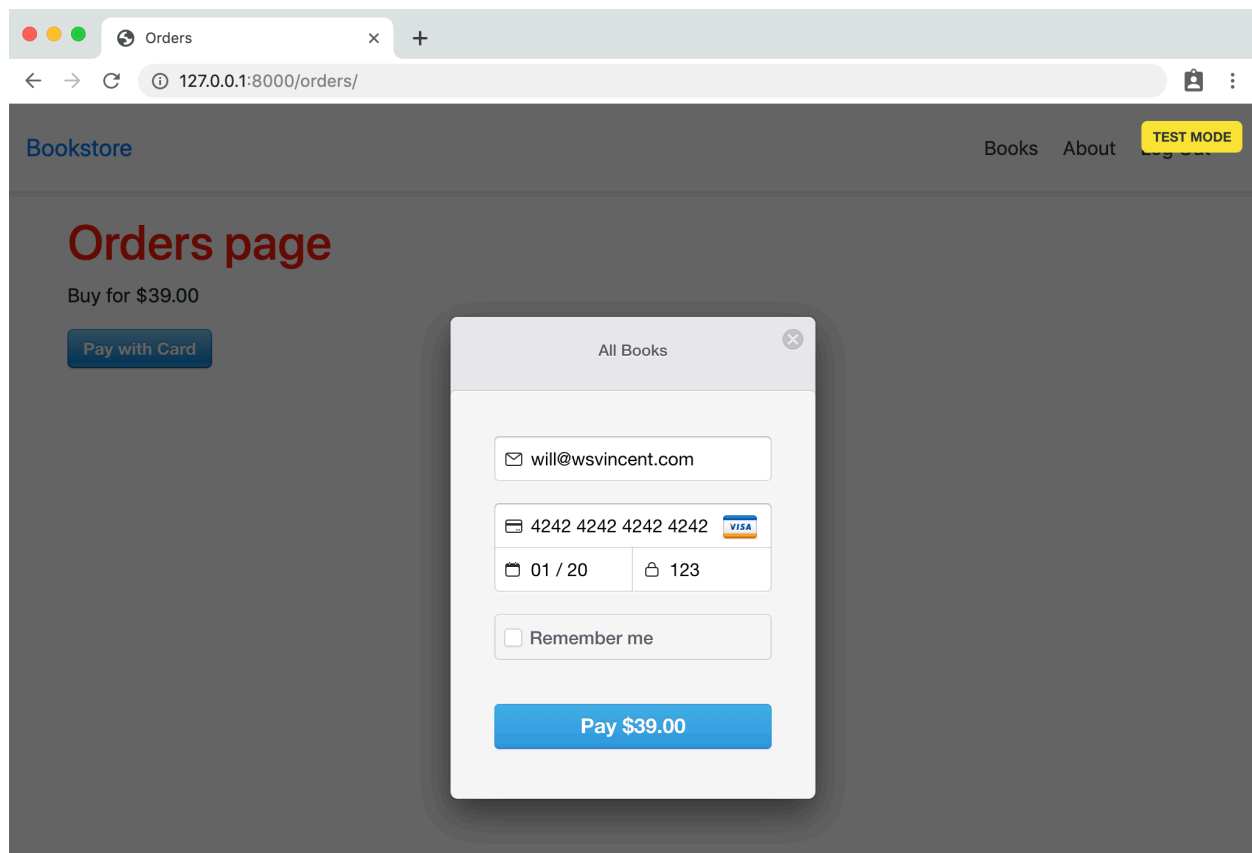 Orders
127.0.0.1:8000/orders/
Bookstore
Books About Log Out
TEST MODE
Orders page
Buy for $39.00
Pay with Card
All Books
will@wsvincent.com
4242 4242 4242 4242 VISA
01 / 20 123
Remember me
Pay $39.00